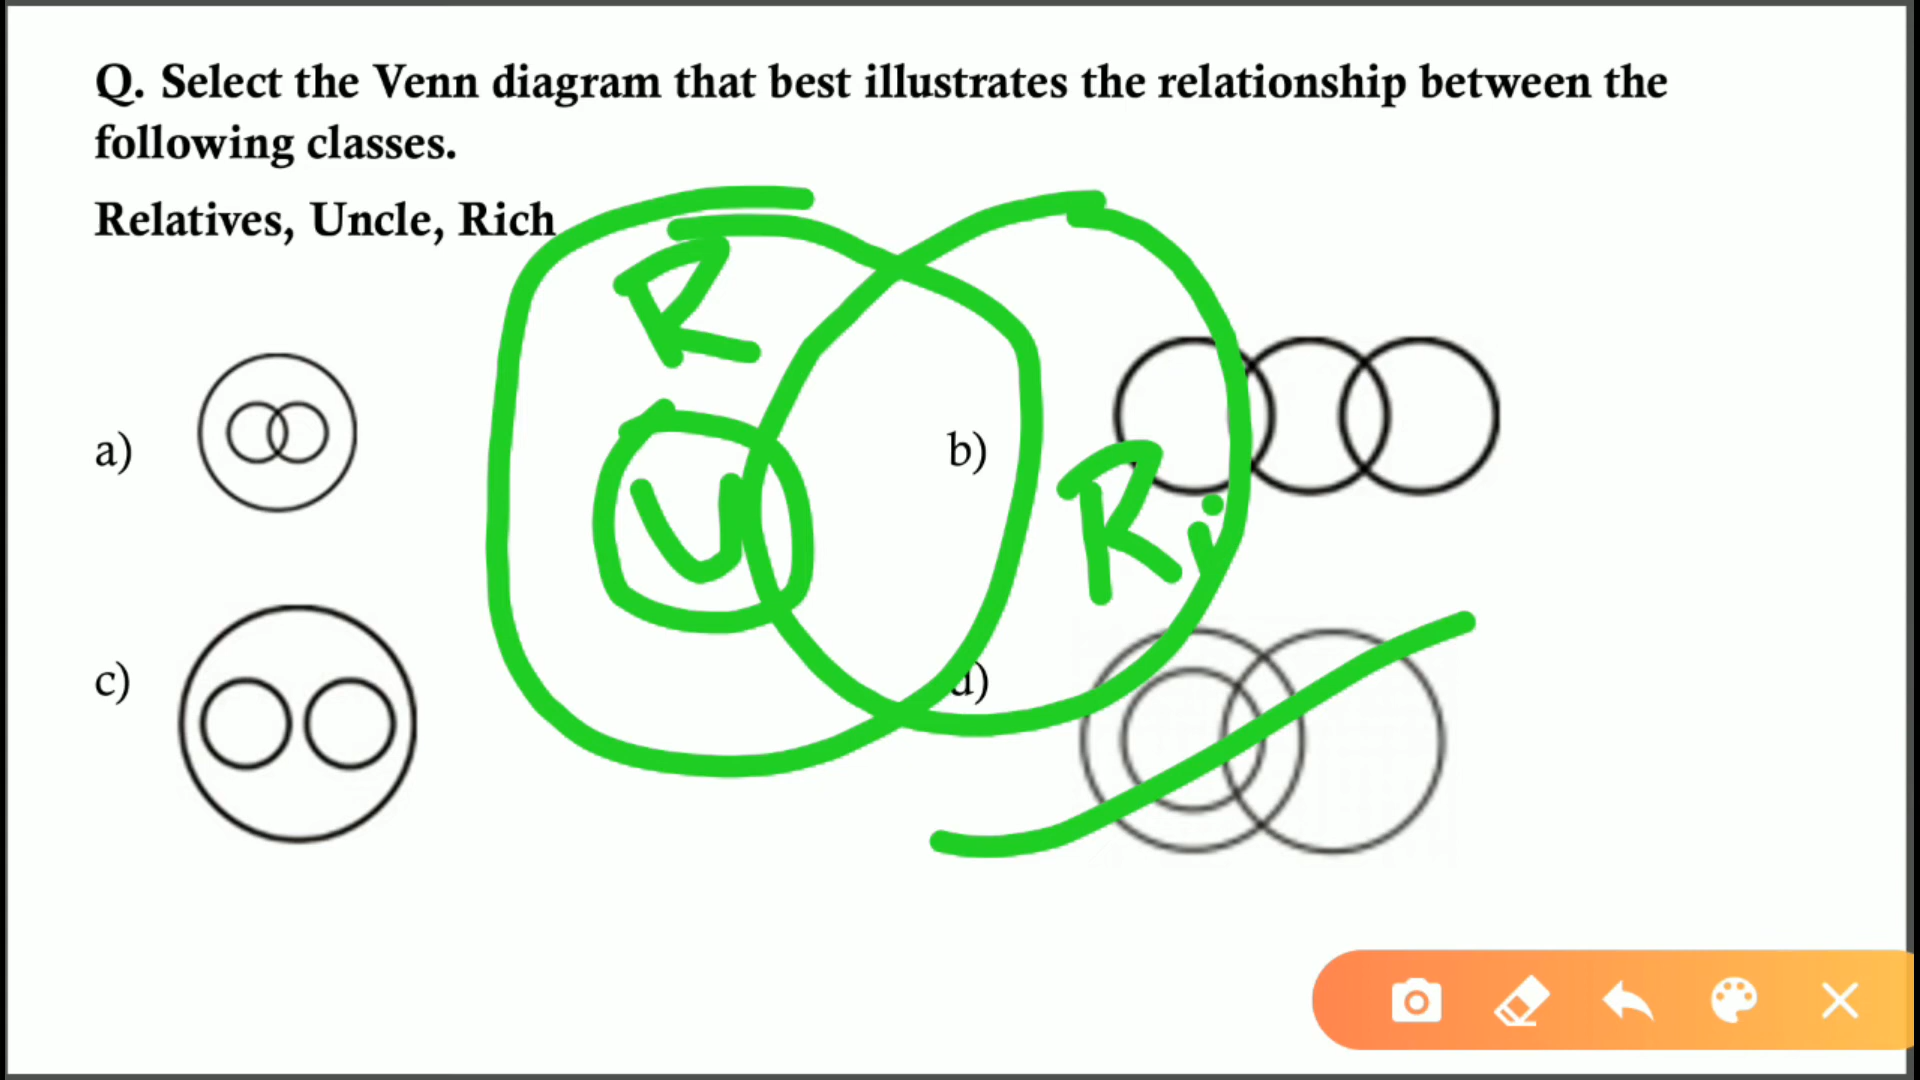 Q. Select the Venn diagram that best illustrates the relationship between the
following classes.
Relatives, Uncle, Rich
R
a)
b)
U
Ri
c)
d)